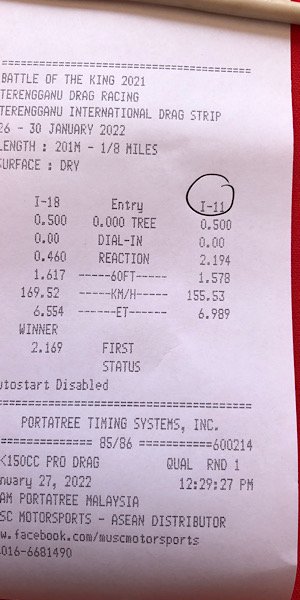 BATTLE OF THE KING 2021
TERENGGANU DRAG RACING
TERENGGANU INTERNATIONAL DRAG STRIP
26 - 30 JANUARY 2022
LENGTH : 201M - 1/8 MILES
SURFACE : DRY
I-18 Entry I-11
0.500 0.000 TREE 0.500
0.00 DIAL-IN 0.00
0.460 REACTION 2.194
1.617 -----60FT----- 1.578
169.52 -----KM/H----- 155.53
6.554 ------ET------ 6.989
WINNER
2.169 FIRST
STATUS
utostart Disabled
PORTATREE TIMING SYSTEMS, INC.
============ 85/86 ===========600214
<150CC PRO DRAG QUAL RND 1
nuary 27, 2022 12:29:27 PM
AM PORTATREE MALAYSIA
SC MOTORSPORTS - ASEAN DISTRIBUTOR
w.facebook.com/muscmotorsports
016-6681490